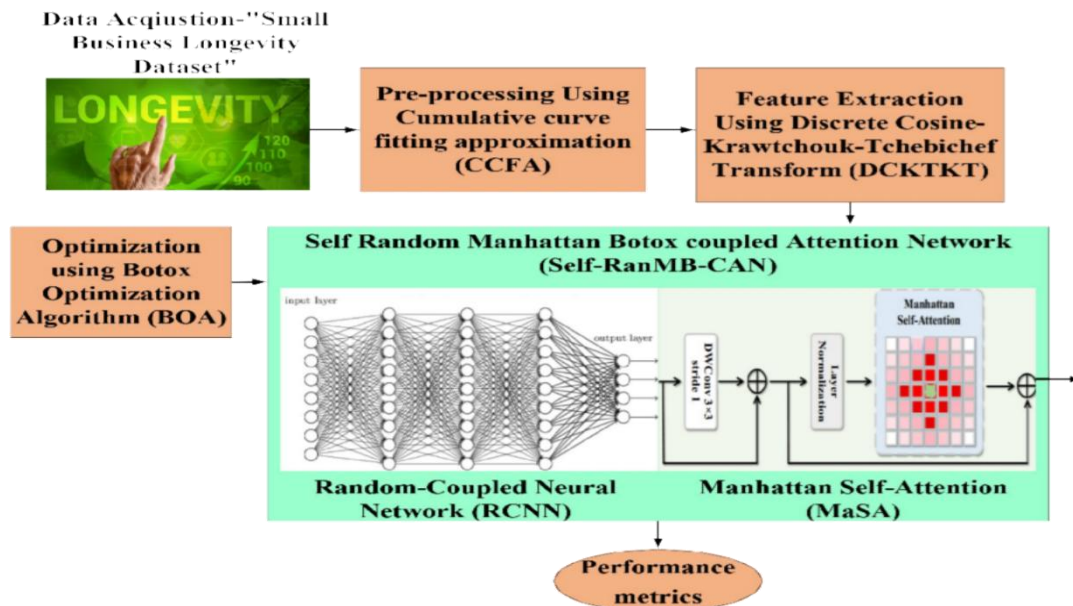 Data Acqiustion-"Small
Business Longevity
Dataset"
LONGEVITY
120
110
100
90
Pre-processing Using
Cumulative curve
fitting approximation
(CCFA)
Feature Extraction
Using Discrete Cosine-
Krawtchouk-Tchebichef
Transform (DCKTKT)
Optimization
using Botox
Optimization
Algorithm (BOA)
Self Random Manhattan Botox coupled Attention Network
(Self-RanMB-CAN)
input layer
output layer
DWConv 3×3
stride 1
Layer
Normalization
Manhattan
Self-Attention
Random-Coupled Neural
Network (RCNN)
Manhattan Self-Attention
(MaSA)
Performance
metrics